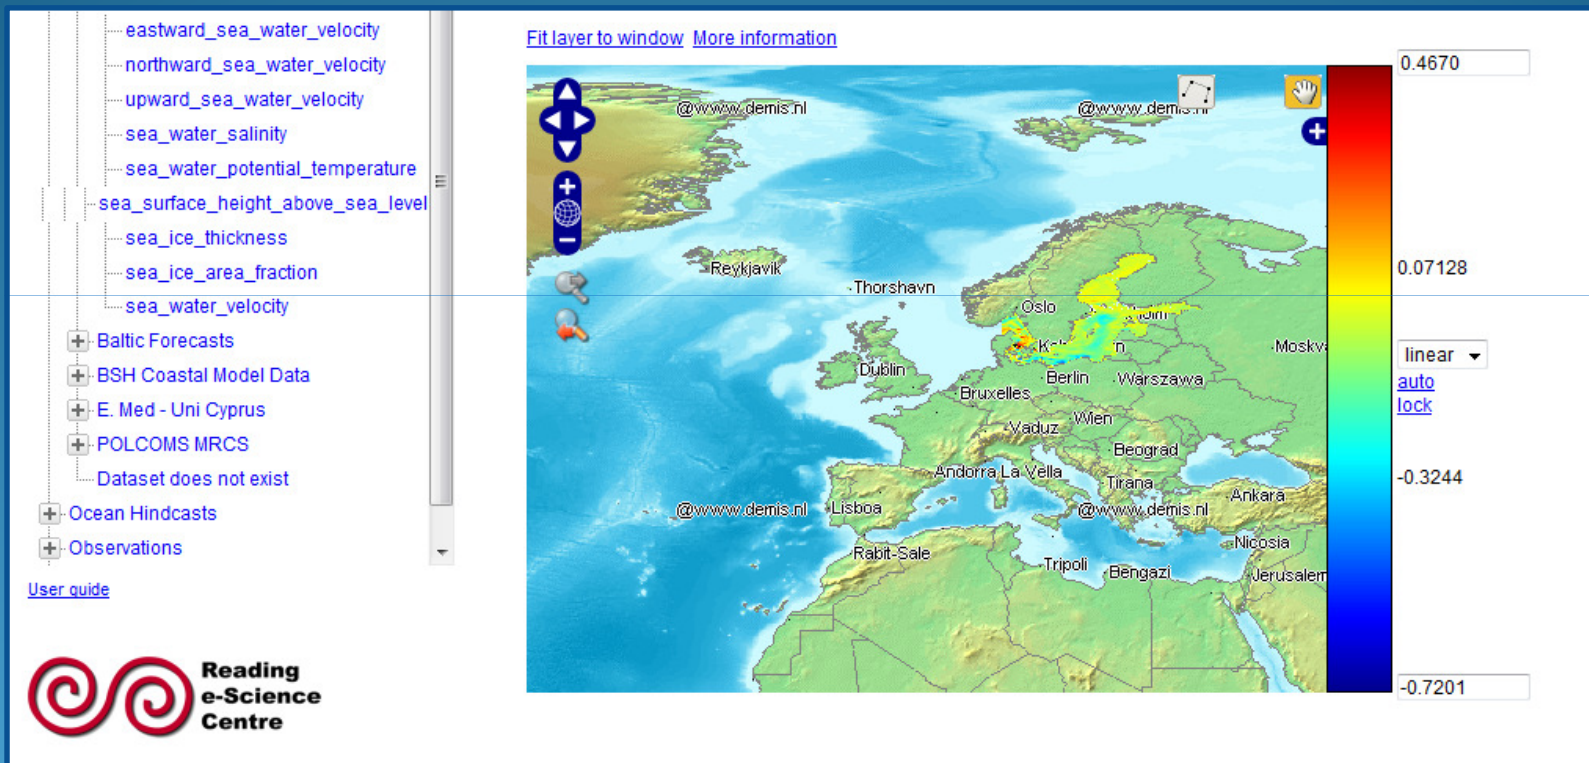 eastward_sea_water_velocity
northward_sea_water_velocity
upward_sea_water_velocity
sea_water_salinity
sea_water_potential_temperature
sea_surface_height_above_sea_level
sea_ice_thickness
sea_ice_area_fraction
sea_water_velocity
Baltic Forecasts
BSH Coastal Model Data
E. Med - Uni Cyprus
POLCOMS MRCS
Dataset does not exist
Ocean Hindcasts
Observations
User guide
Reading
e-Science
Centre
Fit layer to window More information
@www.demis.nl
@www.demis.nl
Reykjavik
Thorshavn
Oslo
Moskv
Dublin
Berlin
Warszawa
Bruxelles
Wien
Vaduz
Beograd
Andorra La Vella
Tirana
Ankara
@www.demis.nl
Lisboa
@www.demis.nl
Nicosia
Rabit-Sale
Tripoli
Bengazi
Jerusalem
0.4670
0.07128
linear
auto
lock
-0.3244
-0.7201